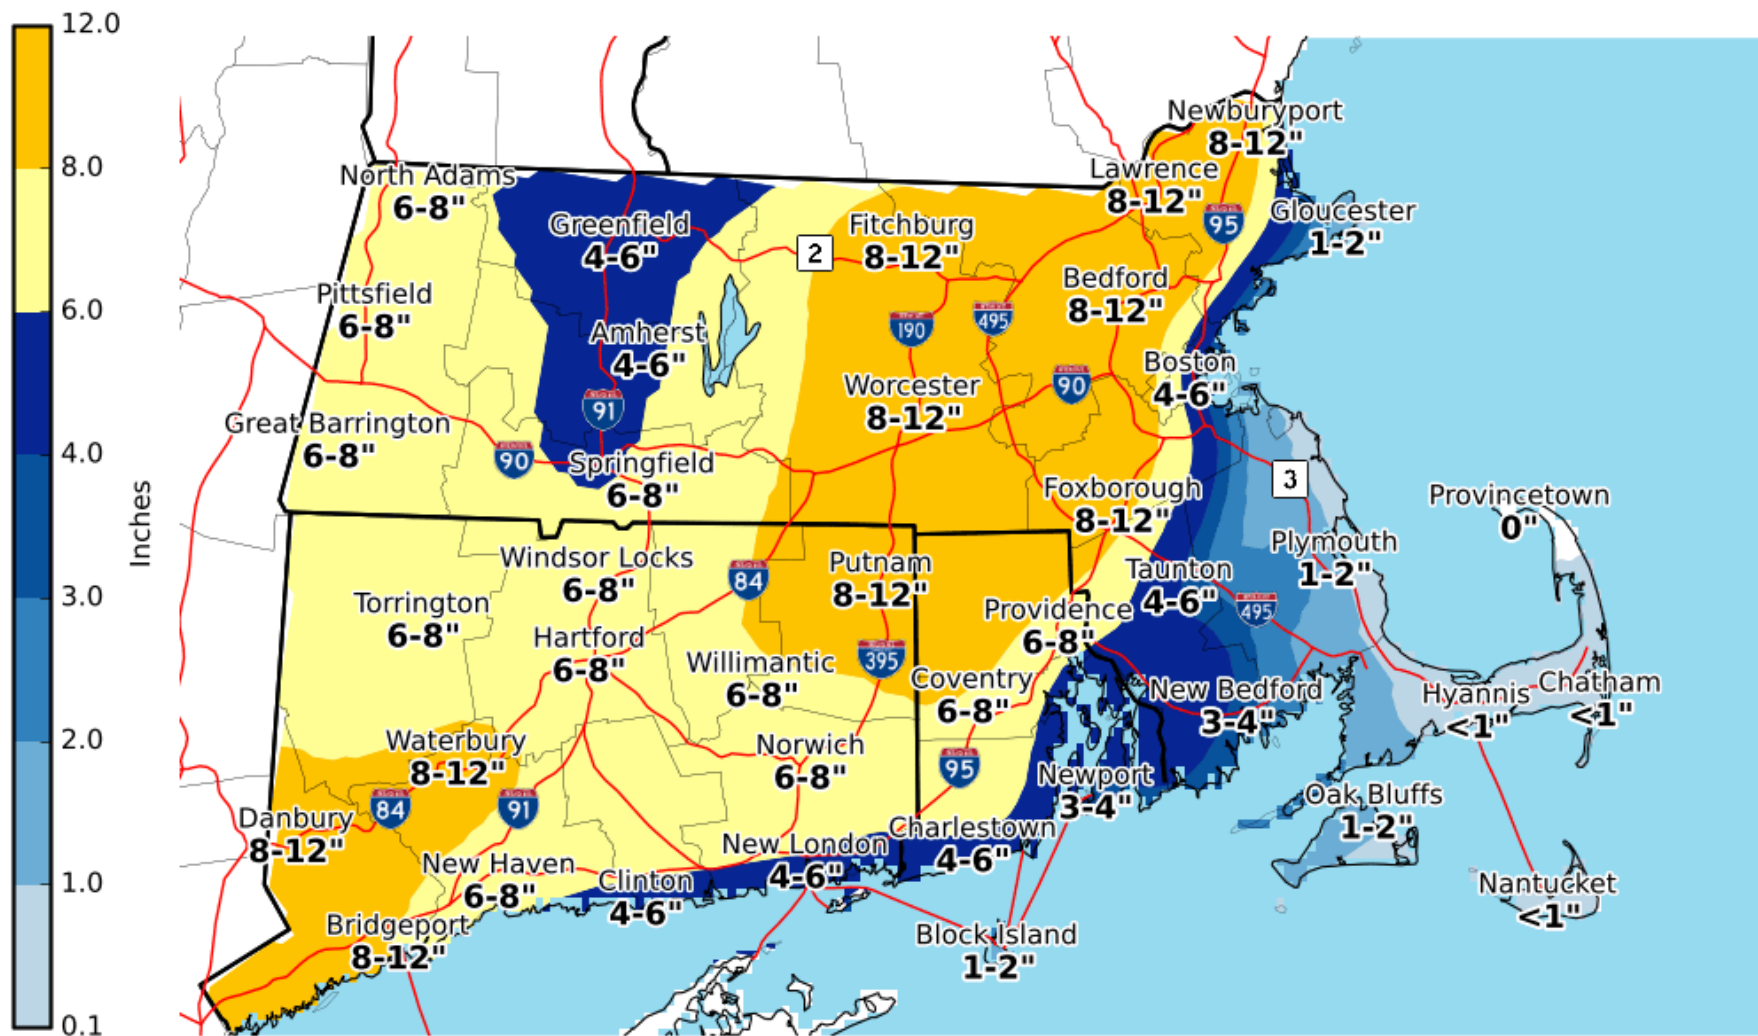 12.0
8.0
6.0
4.0
3.0
2.0
1.0
0.1
Inches
Newburyport
8-12"
Lawrence
8-12"
North Adams
6-8"
95
Gloucester
1-2"
Greenfield
4-6"
2
Fitchburg
8-12"
Bedford
8-12"
Pittsfield
6-8"
190
495
Amherst
4-6"
Boston
4-6"
Worcester
8-12"
90
91
Great Barrington
6-8"
90
Springfield
6-8"
3
Foxborough
8-12"
Provincetown
0"
Plymouth
1-2"
Windsor Locks
6-8"
84
Putnam
8-12"
Taunton
4-6"
495
Torrington
6-8"
Providence
6-8"
Hartford
6-8"
395
Willimantic
6-8"
Coventry
6-8"
New Bedford
3-4"
Hyannis
<1"
Chatham
<1"
Waterbury
8-12"
Norwich
6-8"
95
Newport
3-4"
84
91
Oak Bluffs
1-2"
Danbury
8-12"
New London
4-6"
Charlestown
4-6"
New Haven
6-8"
Clinton
4-6"
Nantucket
<1"
Bridgeport
8-12"
Block Island
1-2"